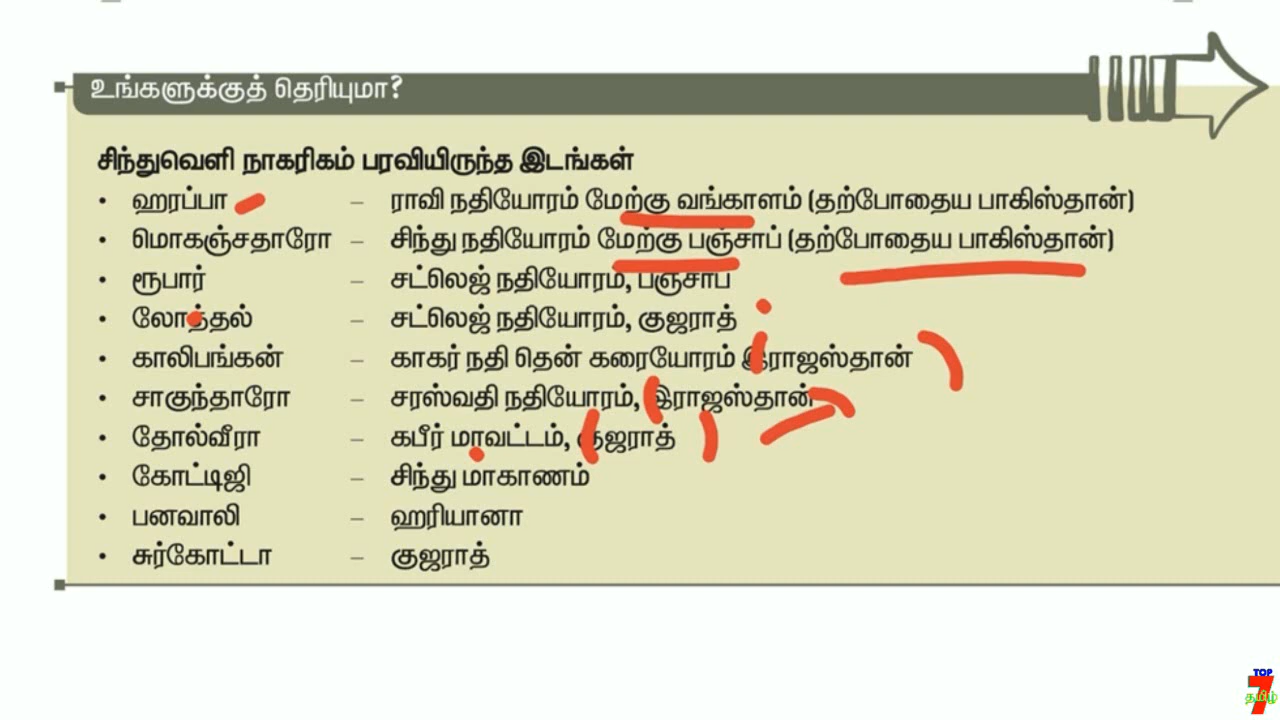 உங்களுக்குத் தெரியுமா?
சிந்துவெளி நாகரிகம் பரவியிருந்த இடங்கள்
• ஹரப்பா – ராவி நதியோரம் மேற்கு வங்காளம் (தற்போதைய பாகிஸ்தான்)
• மொகஞ்சதாரோ – சிந்து நதியோரம் மேற்கு பஞ்சாப் (தற்போதைய பாகிஸ்தான்)
• ரூபார் – சட்லெஜ் நதியோரம், பஞ்சாப்
• லோத்தல் – சட்லெஜ் நதியோரம், குஜராத்
• காலிபங்கன் – காகர் நதி தென் கரையோரம் இராஜஸ்தான்
• சாகுந்தாரோ – சரஸ்வதி நதியோரம், இராஜஸ்தான்
• தோல்வீரா – கபீர் மாவட்டம், குஜராத்
• கோட்டிஜி – சிந்து மாகாணம்
• பனவாலி – ஹரியானா
• சுர்கோட்டா – குஜராத்
TOP
7
தமிழ்